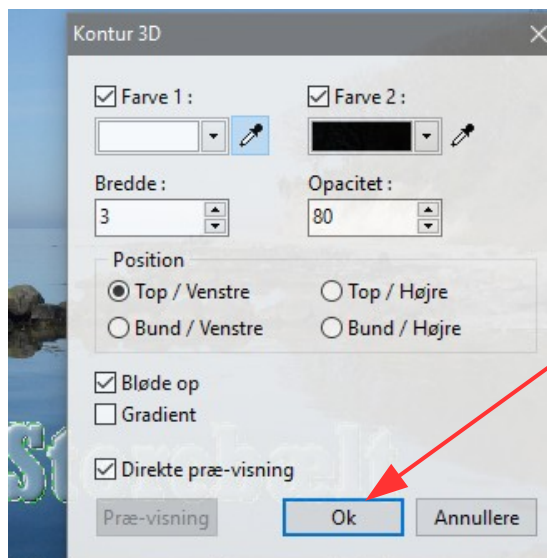 Kontur 3D
Farve 1 : Farve 2 :
Bredde : Opacitet :
3 80
Position
Top / Venstre Top / Højre
Bund / Venstre Bund / Højre
Bløde op
Gradient
Storebælt
Direkte præ-visning
Præ-visning Ok Annullere